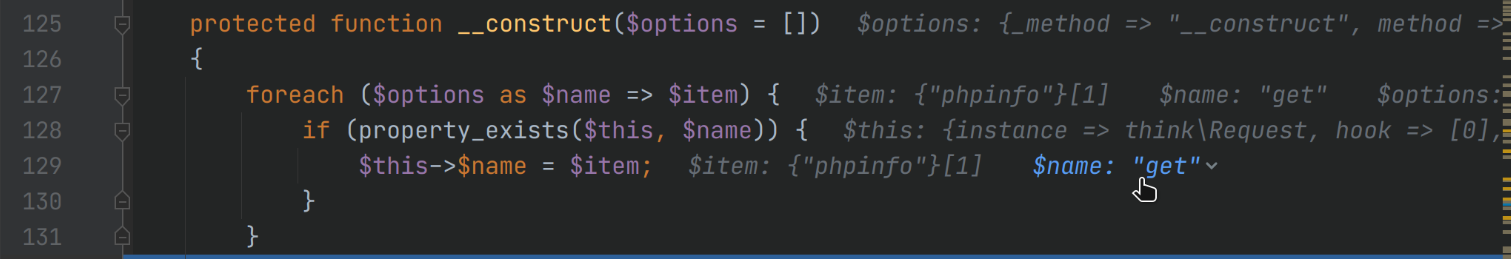 125 protected function __construct($options = []) $options: {_method => "__construct", method =>
126 {
127 foreach ($options as $name => $item) { $item: {"phpinfo"}[1] $name: "get" $options:
128 if (property_exists($this, $name)) { $this: {instance => think\Request, hook => [0],
129 $this->$name = $item; $item: {"phpinfo"}[1] $name: "get"
130 }
131 }